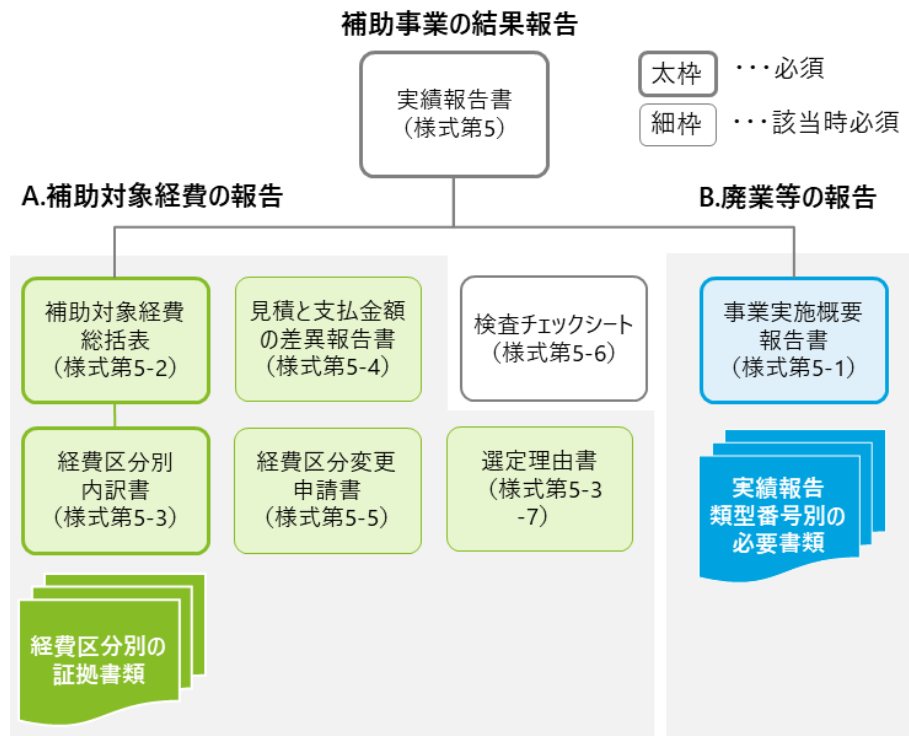 補助事業の結果報告
実績報告書
（様式第5）
太枠 ･･･必須
細枠 ･･･該当時必須
A.補助対象経費の報告
B.廃業等の報告
補助対象経費
総括表
（様式第5-2）
見積と支払金額
の差異報告書
（様式第5-4）
検査チェックシート
（様式第5-6）
事業実施概要
報告書
（様式第5-1）
経費区分別
内訳書
（様式第5-3）
経費区分変更
申請書
（様式第5-5）
選定理由書
（様式第5-3
-7）
実績報告
類型番号別の
必要書類
経費区分別の
証拠書類